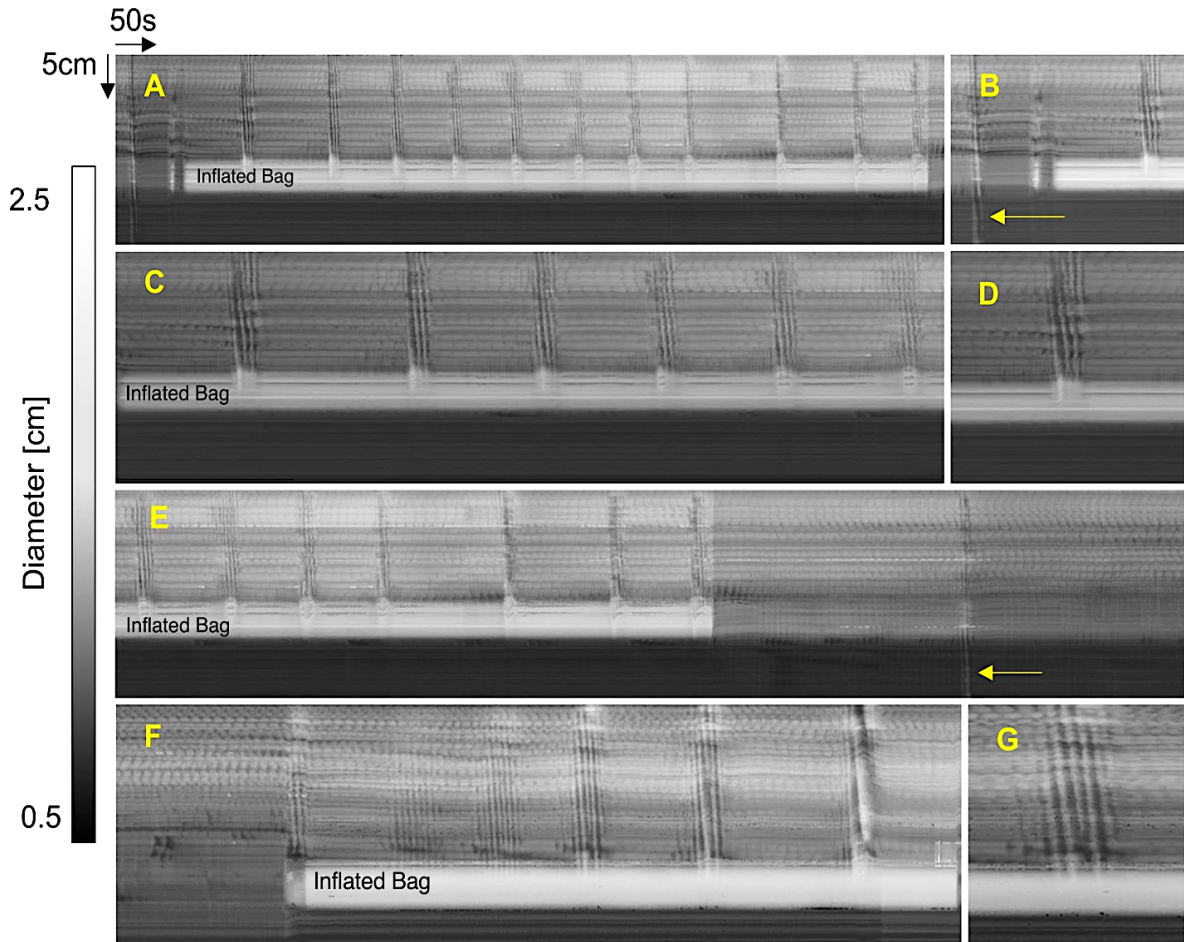 50s
5cm
A
B
Inflated Bag
2.5
C
D
Inflated Bag
Diameter [cm]
E
Inflated Bag
0.5
F
G
Inflated Bag